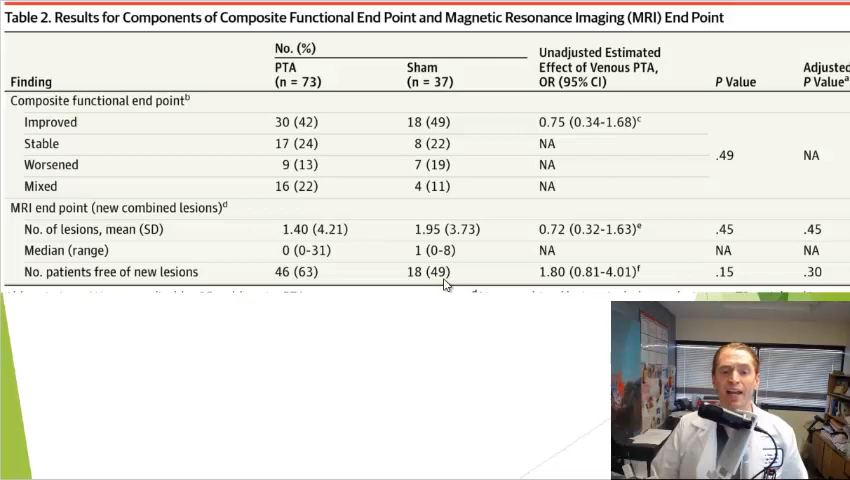 Table 2. Results for Components of Composite Functional End Point and Magnetic Resonance Imaging (MRI) End Point
No. (%)
Finding PTA (n = 73) Sham (n = 37) Unadjusted Estimated Effect of Venous PTA, OR (95% CI) P Value Adjusted P Valueᵃ
Composite functional end pointᵇ
Improved 30 (42) 18 (49) 0.75 (0.34-1.68)ᶜ
Stable 17 (24) 8 (22) NA
.49 NA
Worsened 9 (13) 7 (19) NA
Mixed 16 (22) 4 (11) NA
MRI end point (new combined lesions)ᵈ
No. of lesions, mean (SD) 1.40 (4.21) 1.95 (3.73) 0.72 (0.32-1.63)ᵉ .45 .45
Median (range) 0 (0-31) 1 (0-8) NA NA NA
No. patients free of new lesions 46 (63) 18 (49) 1.80 (0.81-4.01)ᶠ .15 .30